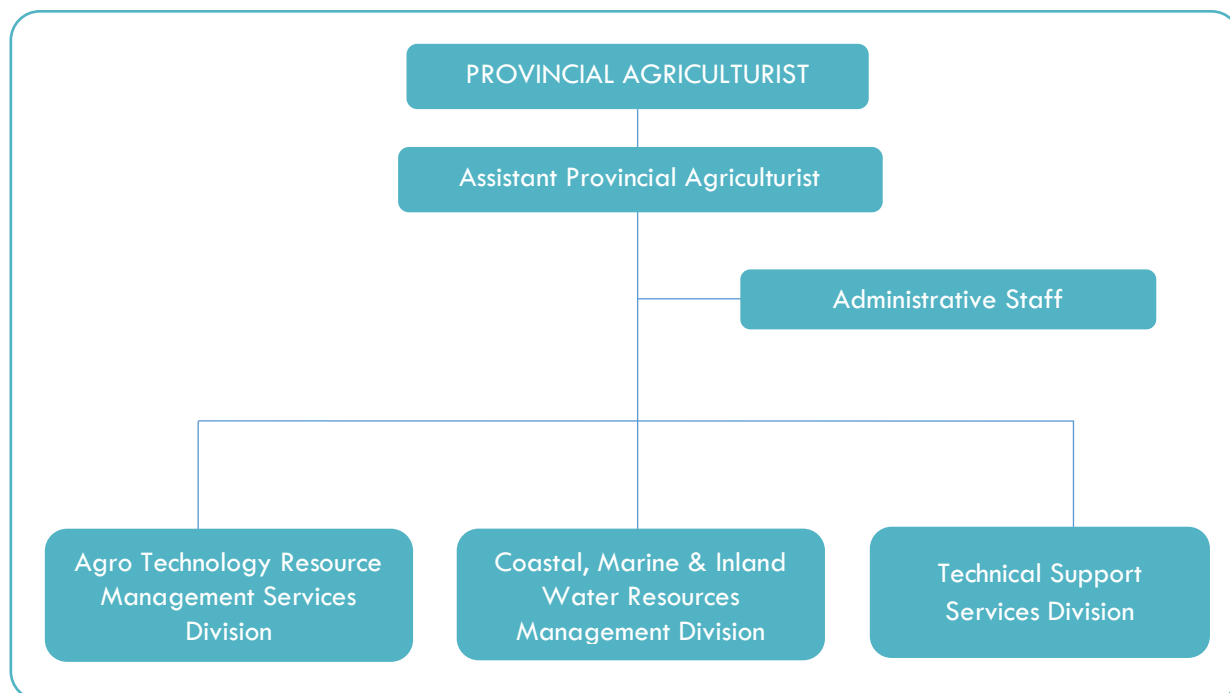 PROVINCIAL AGRICULTURIST
Assistant Provincial Agriculturist
Administrative Staff
Agro Technology Resource
Management Services
Division
Coastal, Marine & Inland
Water Resources
Management Division
Technical Support
Services Division